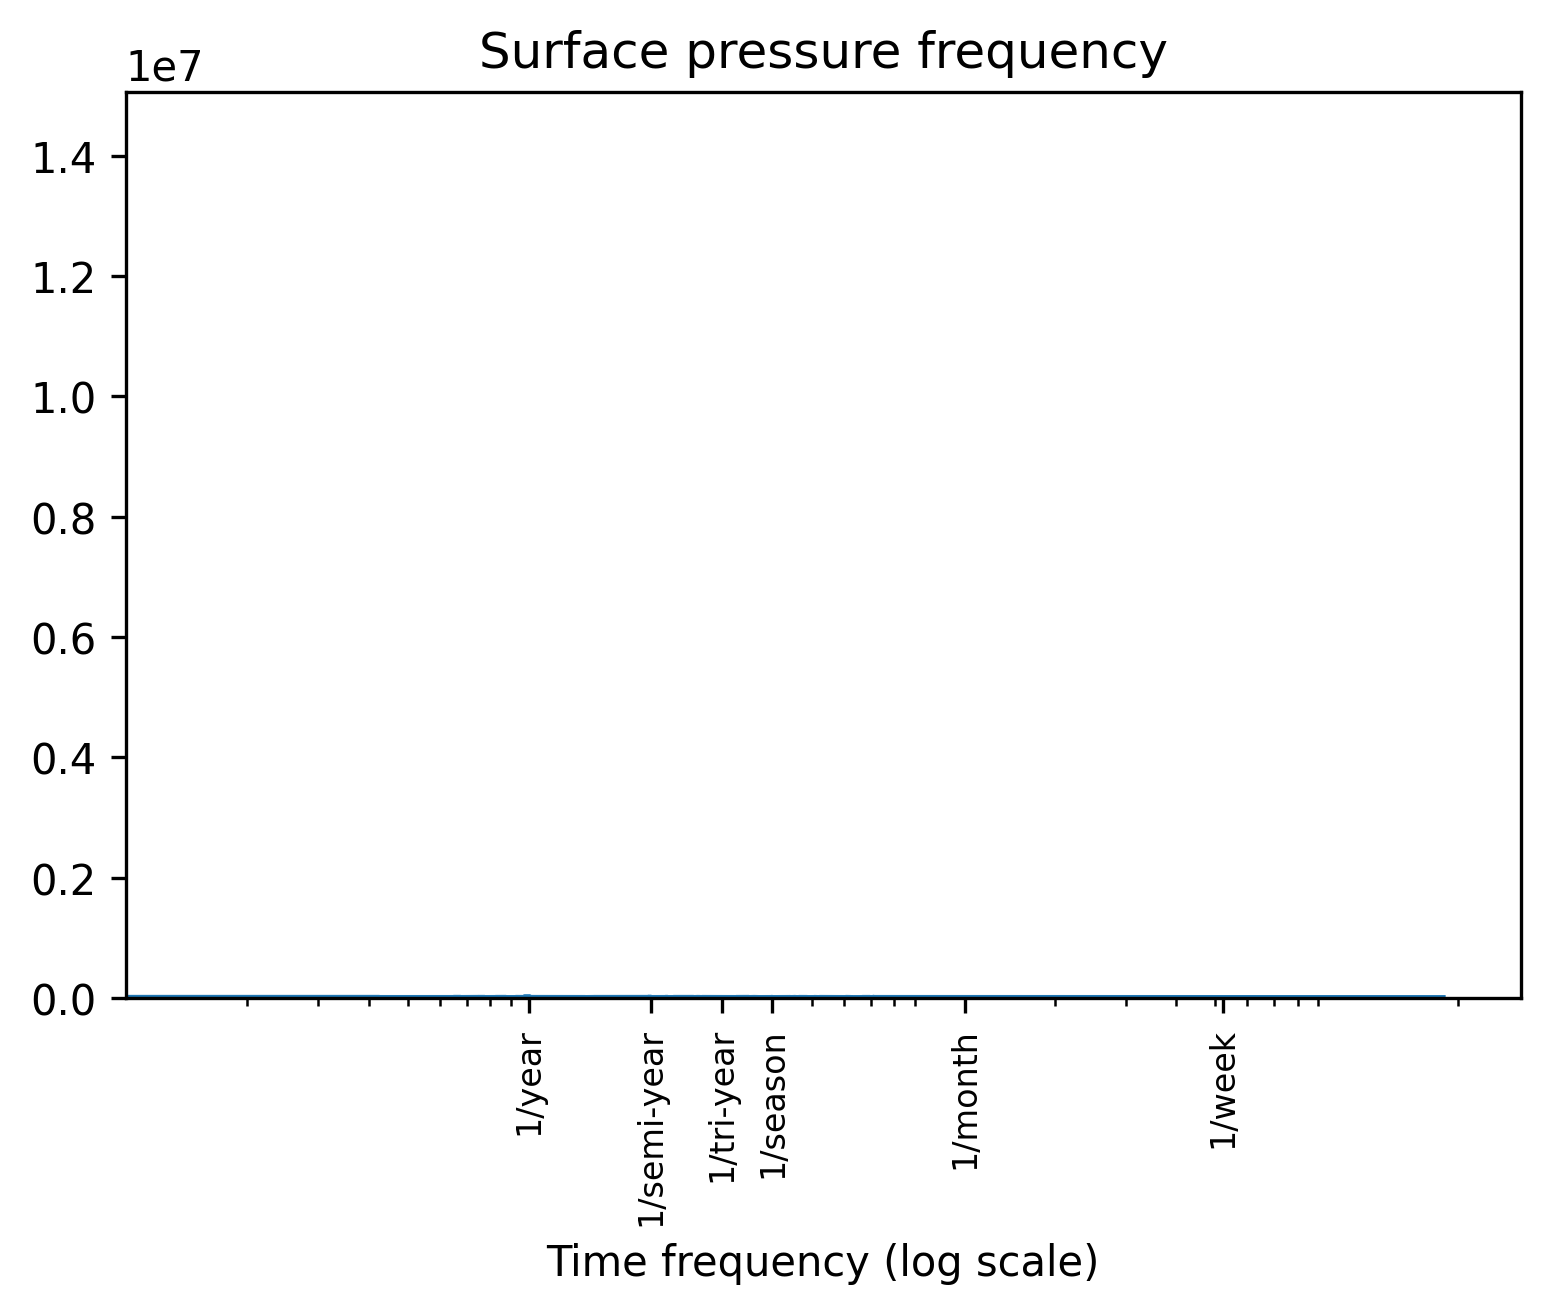 Surface pressure frequency
1e7
1.4
1.2
1.0
0.8
0.6
0.4
0.2
0.0
1/year
1/semi-year
1/tri-year
1/season
1/month
1/week
Time frequency (log scale)